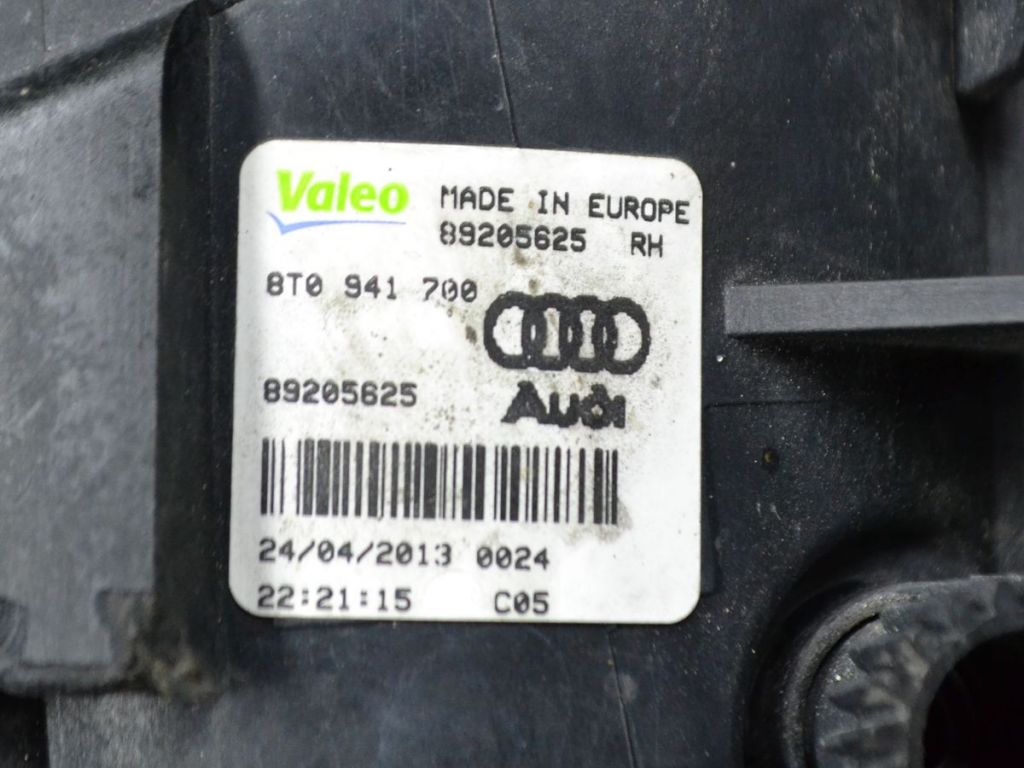 Valeo
MADE IN EUROPE
89205625 RH
8T0 941 700
Audi
89205625
24/04/2013 0024
22:21:15 C05